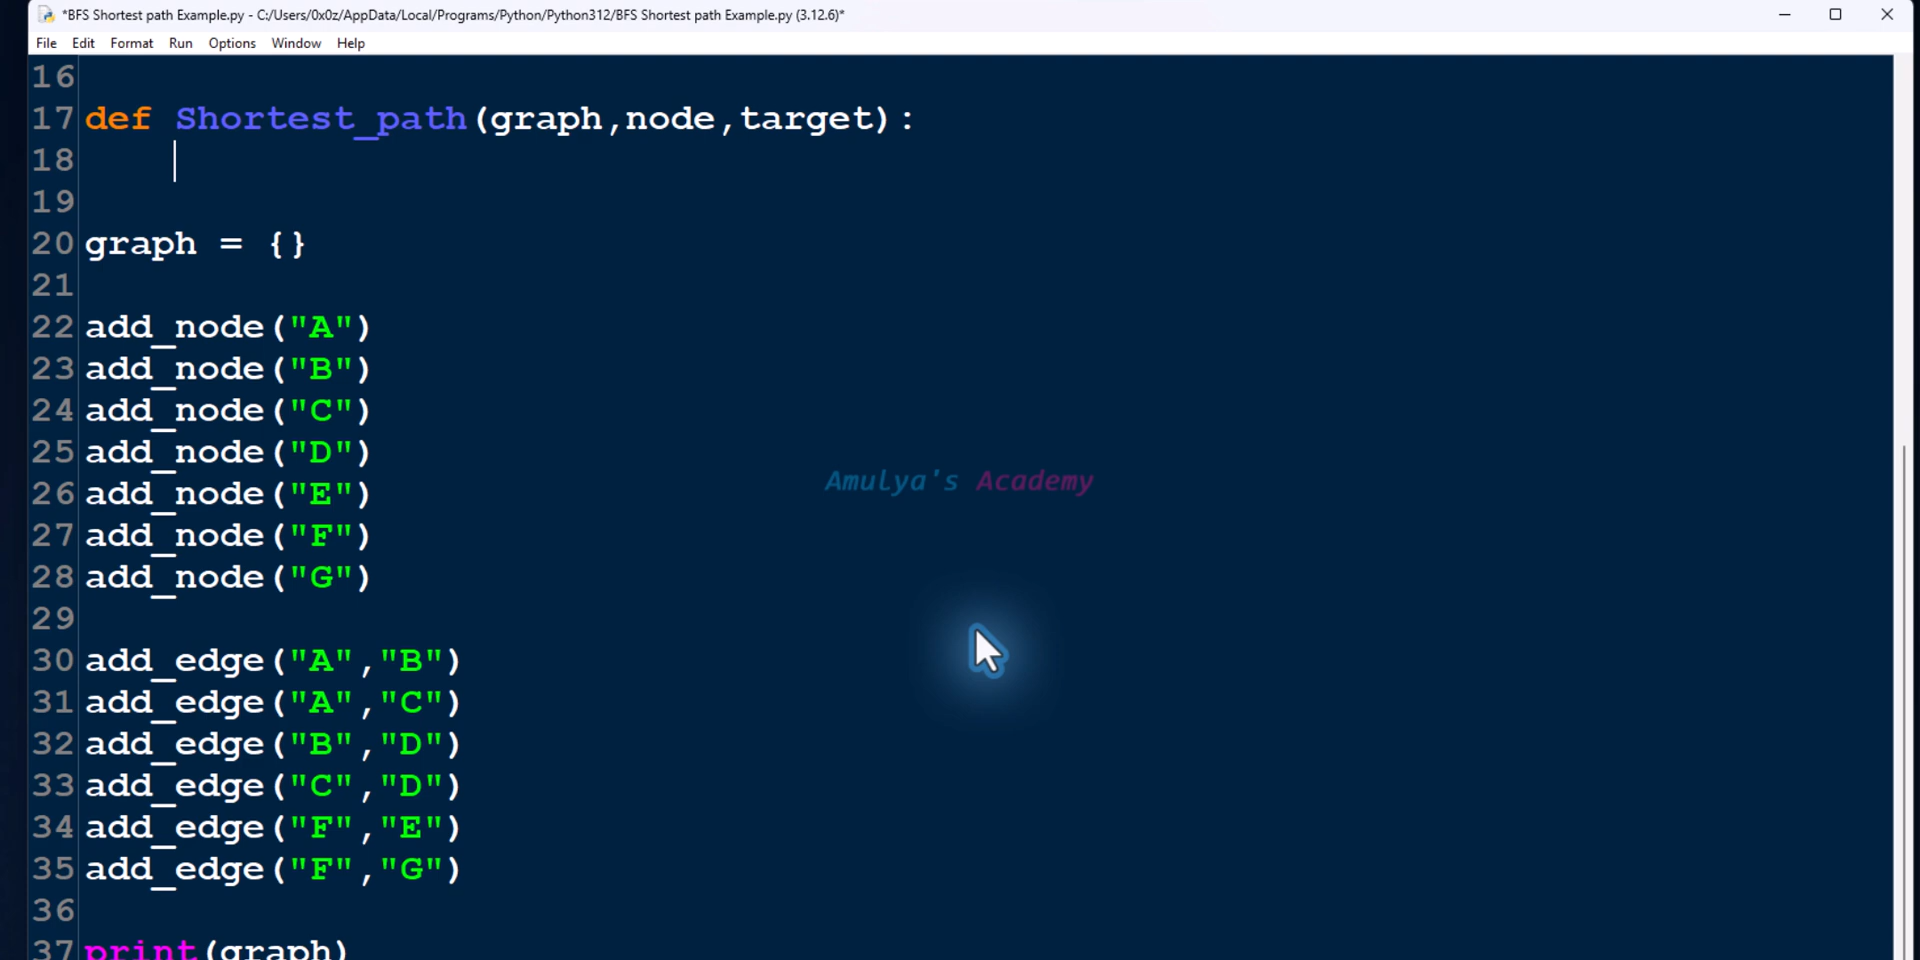 *BFS Shortest path Example.py - C:/Users/0x0z/AppData/Local/Programs/Python/Python312/BFS Shortest path Example.py (3.12.6)*
File Edit Format Run Options Window Help
16
17 def Shortest_path(graph,node,target):
18
19
20 graph = {}
21
22 add_node("A")
23 add_node("B")
24 add_node("C")
25 add_node("D")
26 add_node("E")
27 add_node("F")
28 add_node("G")
29
30 add_edge("A","B")
31 add_edge("A","C")
32 add_edge("B","D")
33 add_edge("C","D")
34 add_edge("F","E")
35 add_edge("F","G")
36
37 print(graph)
Amulya's Academy